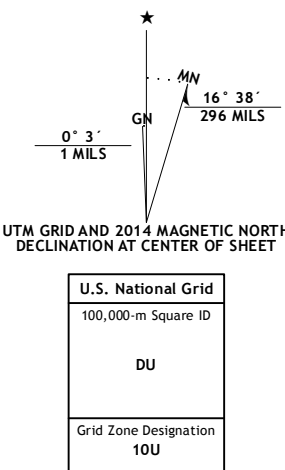 ★
MN
16° 38´
296 MILS
GN
0° 3´
1 MILS
UTM GRID AND 2014 MAGNETIC NORTH
DECLINATION AT CENTER OF SHEET
U.S. National Grid
100,000-m Square ID
DU
Grid Zone Designation
10U